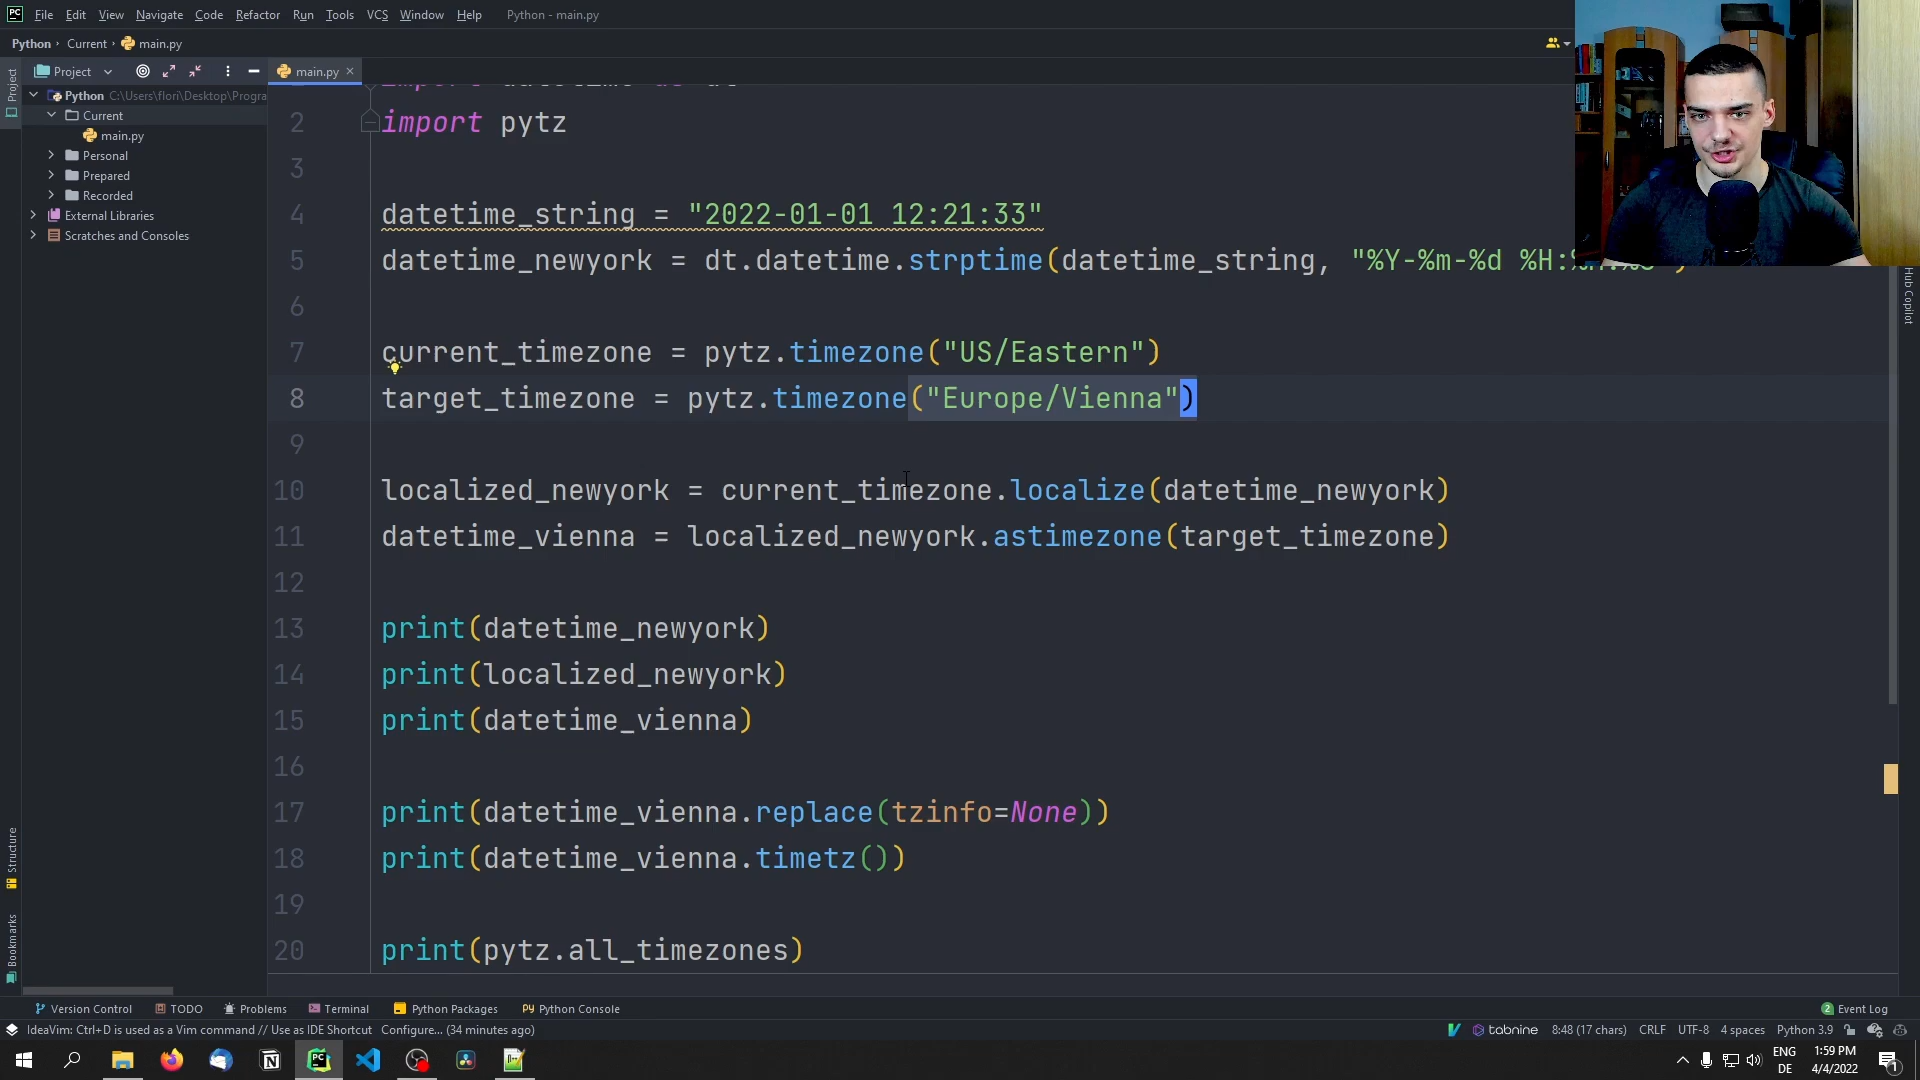 PC File Edit View Navigate Code Refactor Run Tools VCS Window Help Python - main.py
Python › Current › main.py
Project main.py
Project
Python C:\Users\flori\Desktop\Progra
Current
main.py
Personal
Prepared
Recorded
External Libraries
Scratches and Consoles
2 import pytz
3
4 datetime_string = "2022-01-01 12:21:33"
5 datetime_newyork = dt.datetime.strptime(datetime_string, "%Y-%m-%d %H:
6
7 current_timezone = pytz.timezone("US/Eastern")
8 target_timezone = pytz.timezone("Europe/Vienna")
9
10 localized_newyork = current_timezone.localize(datetime_newyork)
11 datetime_vienna = localized_newyork.astimezone(target_timezone)
12
13 print(datetime_newyork)
14 print(localized_newyork)
15 print(datetime_vienna)
16
17 print(datetime_vienna.replace(tzinfo=None))
18 print(datetime_vienna.timetz())
19
20 print(pytz.all_timezones)
Hub Copilot
Structure
Bookmarks
Version Control TODO Problems Terminal Python Packages Python Console 2 Event Log
IdeaVim: Ctrl+D is used as a Vim command // Use as IDE Shortcut Configure... (34 minutes ago) tabnine 8:48 (17 chars) CRLF UTF-8 4 spaces Python 3.9
ENG 1:59 PM
DE 4/4/2022 1